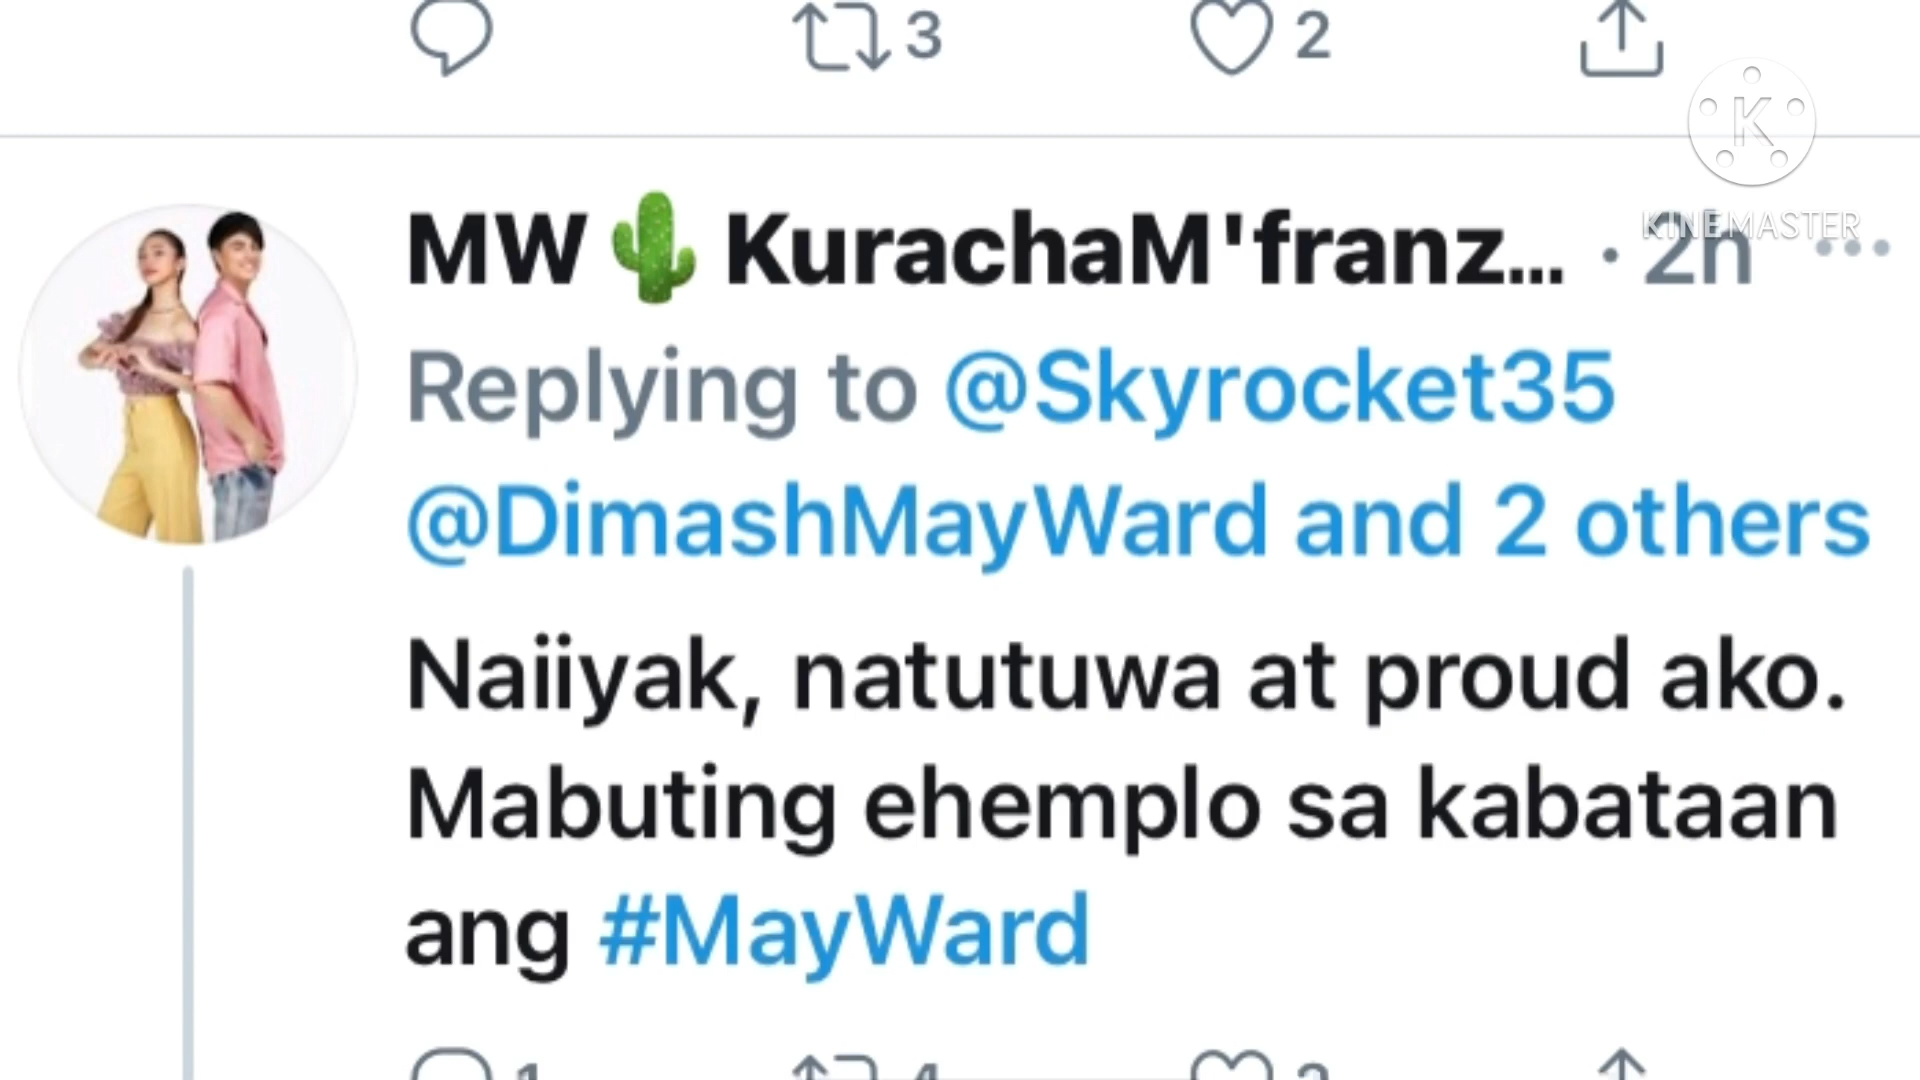 3 2
K
KINEMASTER
MW🌵KurachaM'franz... · 2h
Replying to @Skyrocket35
@DimashMayWard and 2 others
Naiiyak, natutuwa at proud ako.
Mabuting ehemplo sa kabataan
ang #MayWard